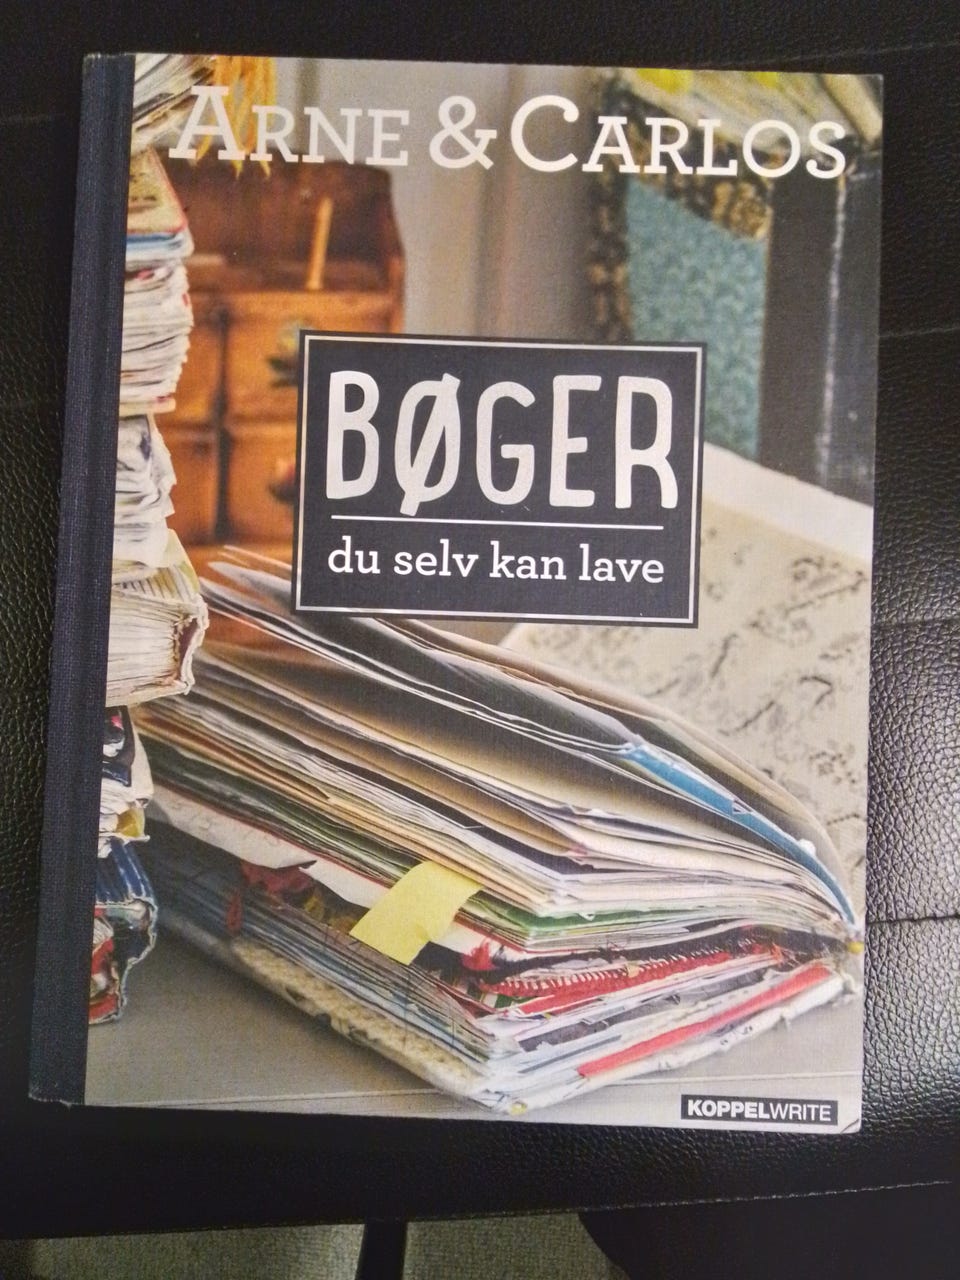 ARNE & CARLOS
BØGER
du selv kan lave
KOPPELWRITE